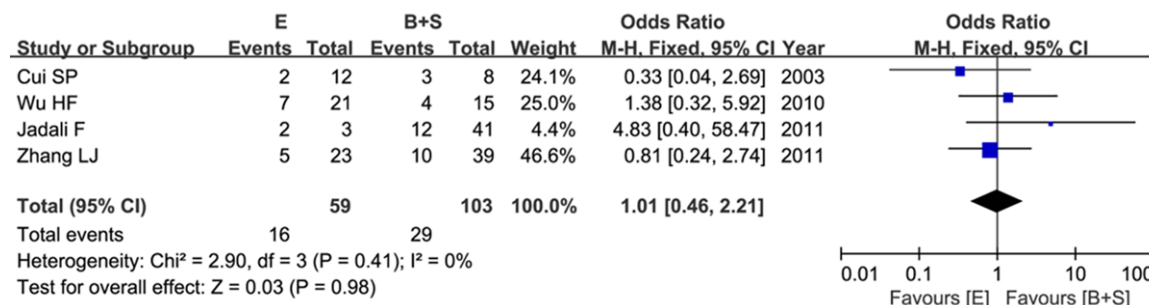 E B+S Odds Ratio Odds Ratio
Study or Subgroup Events Total Events Total Weight M-H, Fixed, 95% CI Year M-H, Fixed, 95% CI
Cui SP 2 12 3 8 24.1% 0.33 [0.04, 2.69] 2003
Wu HF 7 21 4 15 25.0% 1.38 [0.32, 5.92] 2010
Jadali F 2 3 12 41 4.4% 4.83 [0.40, 58.47] 2011
Zhang LJ 5 23 10 39 46.6% 0.81 [0.24, 2.74] 2011
Total (95% CI) 59 103 100.0% 1.01 [0.46, 2.21]
Total events 16 29
Heterogeneity: Chi² = 2.90, df = 3 (P = 0.41); I² = 0%
Test for overall effect: Z = 0.03 (P = 0.98)
0.01 0.1 1 10 100
Favours [E] Favours [B+S]